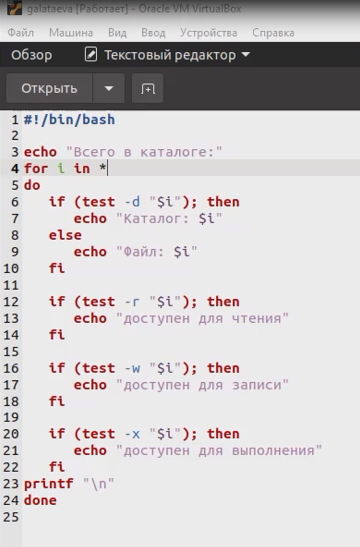 galataeva [Работает] - Oracle VM VirtualBox
Файл Машина Вид Ввод Устройства Справка
Обзор Текстовый редактор
Открыть
1 #!/bin/bash
2
3 echo "Всего в каталоге:"
4 for i in *
5 do
6 if (test -d "$i"); then
7 echo "Каталог: $i"
8 else
9 echo "Файл: $i"
10 fi
11
12 if (test -r "$i"); then
13 echo "доступен для чтения"
14 fi
15
16 if (test -w "$i"); then
17 echo "доступен для записи"
18 fi
19
20 if (test -x "$i"); then
21 echo "доступен для выполнения"
22 fi
23 printf "\n"
24 done
25